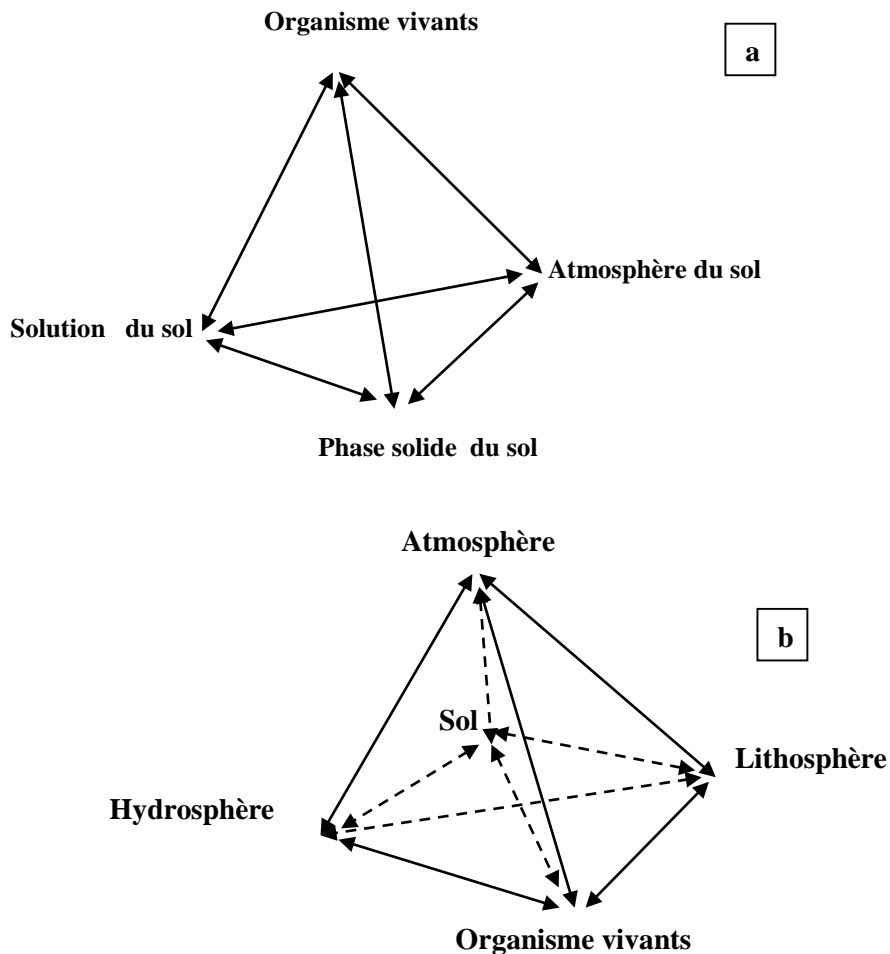 Organisme vivants
a
Atmosphère du sol
Solution du sol
Phase solide du sol
Atmosphère
b
Sol
Lithosphère
Hydrosphère
Organisme vivants